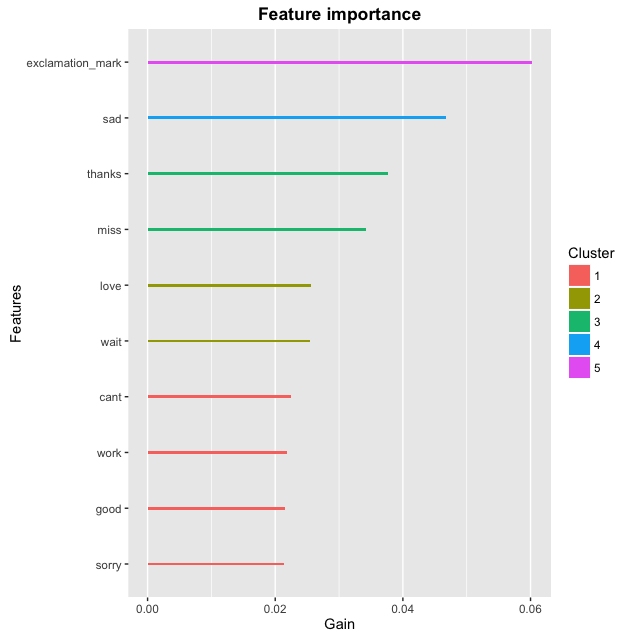 Feature importance
exclamation_mark
sad
thanks
miss
love
wait
cant
work
good
sorry
Features
0.00 0.02 0.04 0.06
Gain
Cluster
1
2
3
4
5